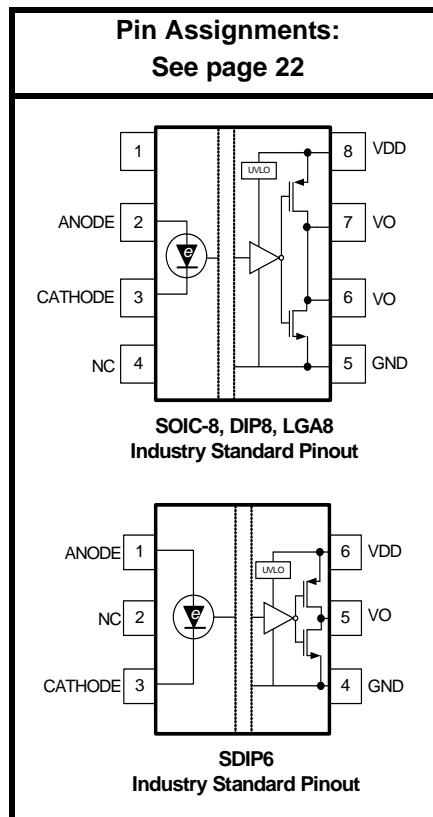 Pin Assignments:
See page 22
1
8 VDD
UVLO
ANODE 2
7 VO
e
CATHODE 3
6 VO
NC 4
5 GND
SOIC-8, DIP8, LGA8
Industry Standard Pinout
ANODE 1
6 VDD
UVLO
NC 2
e
5 VO
CATHODE 3
4 GND
SDIP6
Industry Standard Pinout